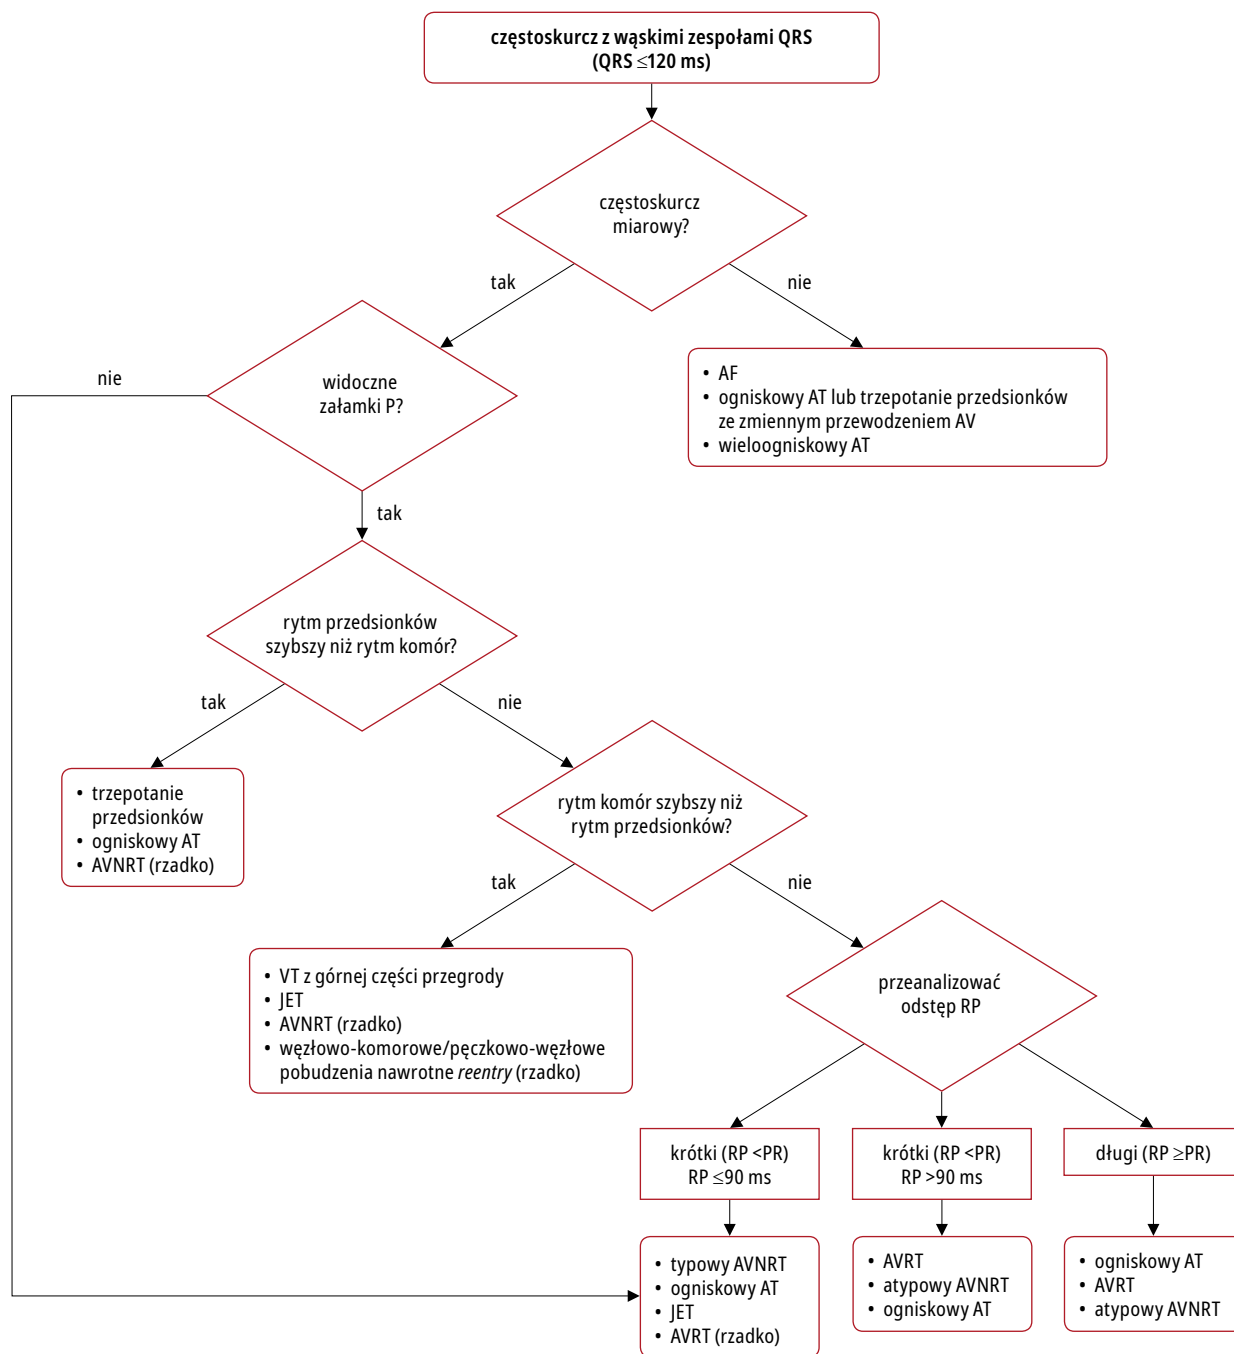 częstoskurcz z wąskimi zespołami QRS
(QRS ≤120 ms)
częstoskurcz
miarowy?
tak
nie
nie
widoczne
załamki P?
• AF
• ogniskowy AT lub trzepotanie przedsionków
ze zmiennym przewodzeniem AV
• wieloogniskowy AT
tak
rytm przedsionków
szybszy niż rytm komór?
tak
nie
• trzepotanie
przedsionków
• ogniskowy AT
• AVNRT (rzadko)
rytm komór szybszy niż
rytm przedsionków?
tak
nie
• VT z górnej części przegrody
• JET
• AVNRT (rzadko)
• węzłowo-komorowe/pęczkowo-węzłowe
pobudzenia nawrotne reentry (rzadko)
przeanalizować
odstęp RP
krótki (RP <PR)
RP ≤90 ms
krótki (RP <PR)
RP >90 ms
długi (RP ≥PR)
• typowy AVNRT
• ogniskowy AT
• JET
• AVRT (rzadko)
• AVRT
• atypowy AVNRT
• ogniskowy AT
• ogniskowy AT
• AVRT
• atypowy AVNRT